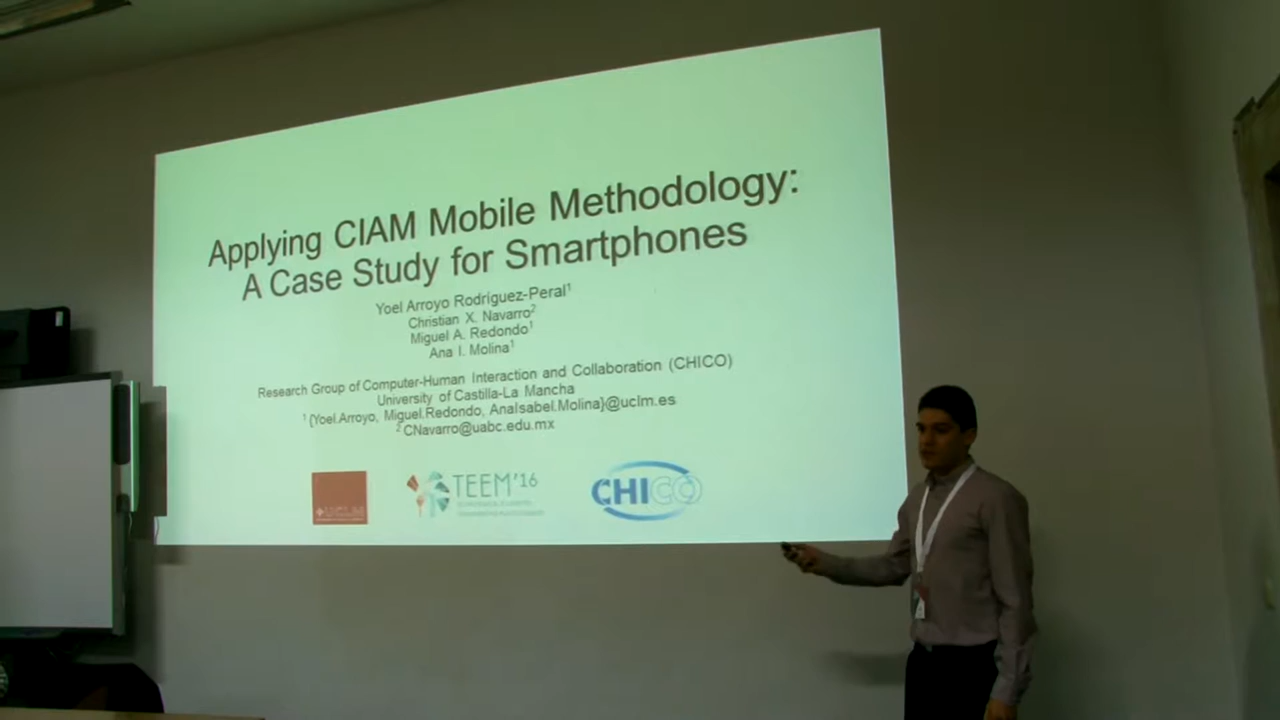 Applying CIAM Mobile Methodology:
A Case Study for Smartphones
Yoel Arroyo Rodríguez-Peral¹
Christian X. Navarro²
Miguel A. Redondo¹
Ana I. Molina¹
Research Group of Computer-Human Interaction and Collaboration (CHICO)
University of Castilla-La Mancha
¹{Yoel.Arroyo, Miguel.Redondo, AnaIsabel.Molina}@uclm.es
²CNavarro@uabc.edu.mx
UCLM
TEEM'16
CHICO